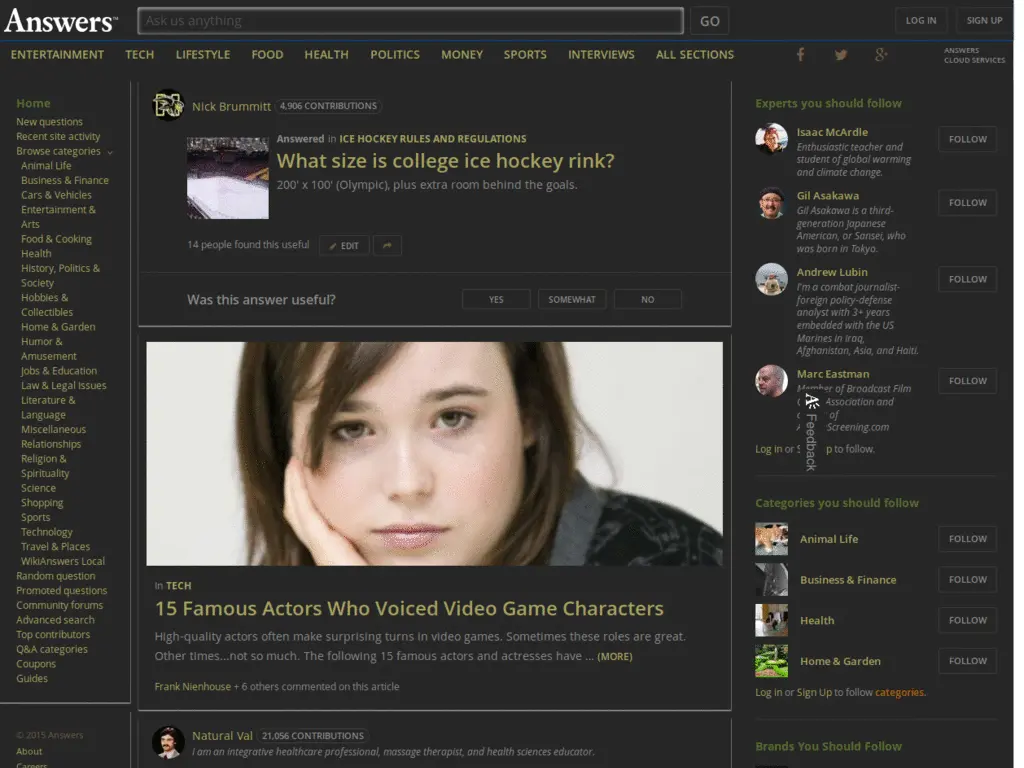 Answers™
Ask us anything
GO
LOG IN
SIGN UP
ENTERTAINMENT
TECH
LIFESTYLE
FOOD
HEALTH
POLITICS
MONEY
SPORTS
INTERVIEWS
ALL SECTIONS
ANSWERS
CLOUD SERVICES
Home
New questions
Recent site activity
Browse categories
Animal Life
Business & Finance
Cars & Vehicles
Entertainment &
Arts
Food & Cooking
Health
History, Politics &
Society
Hobbies &
Collectibles
Home & Garden
Humor &
Amusement
Jobs & Education
Law & Legal Issues
Literature &
Language
Miscellaneous
Relationships
Religion &
Spirituality
Science
Shopping
Sports
Technology
Travel & Places
WikiAnswers Local
Random question
Promoted questions
Community forums
Advanced search
Top contributors
Q&A categories
Coupons
Guides
© 2015 Answers
About
Careers
Nick Brummitt 4,906 CONTRIBUTIONS
Answered in ICE HOCKEY RULES AND REGULATIONS
What size is college ice hockey rink?
200' x 100' (Olympic), plus extra room behind the goals.
14 people found this useful
EDIT
Was this answer useful?
YES
SOMEWHAT
NO
In TECH
15 Famous Actors Who Voiced Video Game Characters
High-quality actors often make surprising turns in video games. Sometimes these roles are great.
Other times...not so much. The following 15 famous actors and actresses have ... (MORE)
Frank Nienhouse + 6 others commented on this article
Natural Val 21,056 CONTRIBUTIONS
I am an integrative healthcare professional, massage therapist, and health sciences educator.
Experts you should follow
Isaac McArdle
Enthusiastic teacher and
student of global warming
and climate change.
FOLLOW
Gil Asakawa
Gil Asakawa is a third-
generation Japanese
American, or Sansei, who
was born in Tokyo.
FOLLOW
Andrew Lubin
I'm a combat journalist-
foreign policy-defense
analyst with 3+ years
embedded with the US
Marines in Iraq,
Afghanistan, Asia, and Haiti.
FOLLOW
Marc Eastman
Member of Broadcast Film
Association and
of
Screening.com
FOLLOW
Feedback
Log in or to follow.
Categories you should follow
Animal Life
FOLLOW
Business & Finance
FOLLOW
Health
FOLLOW
Home & Garden
FOLLOW
Log in or Sign Up to follow categories.
Brands You Should Follow